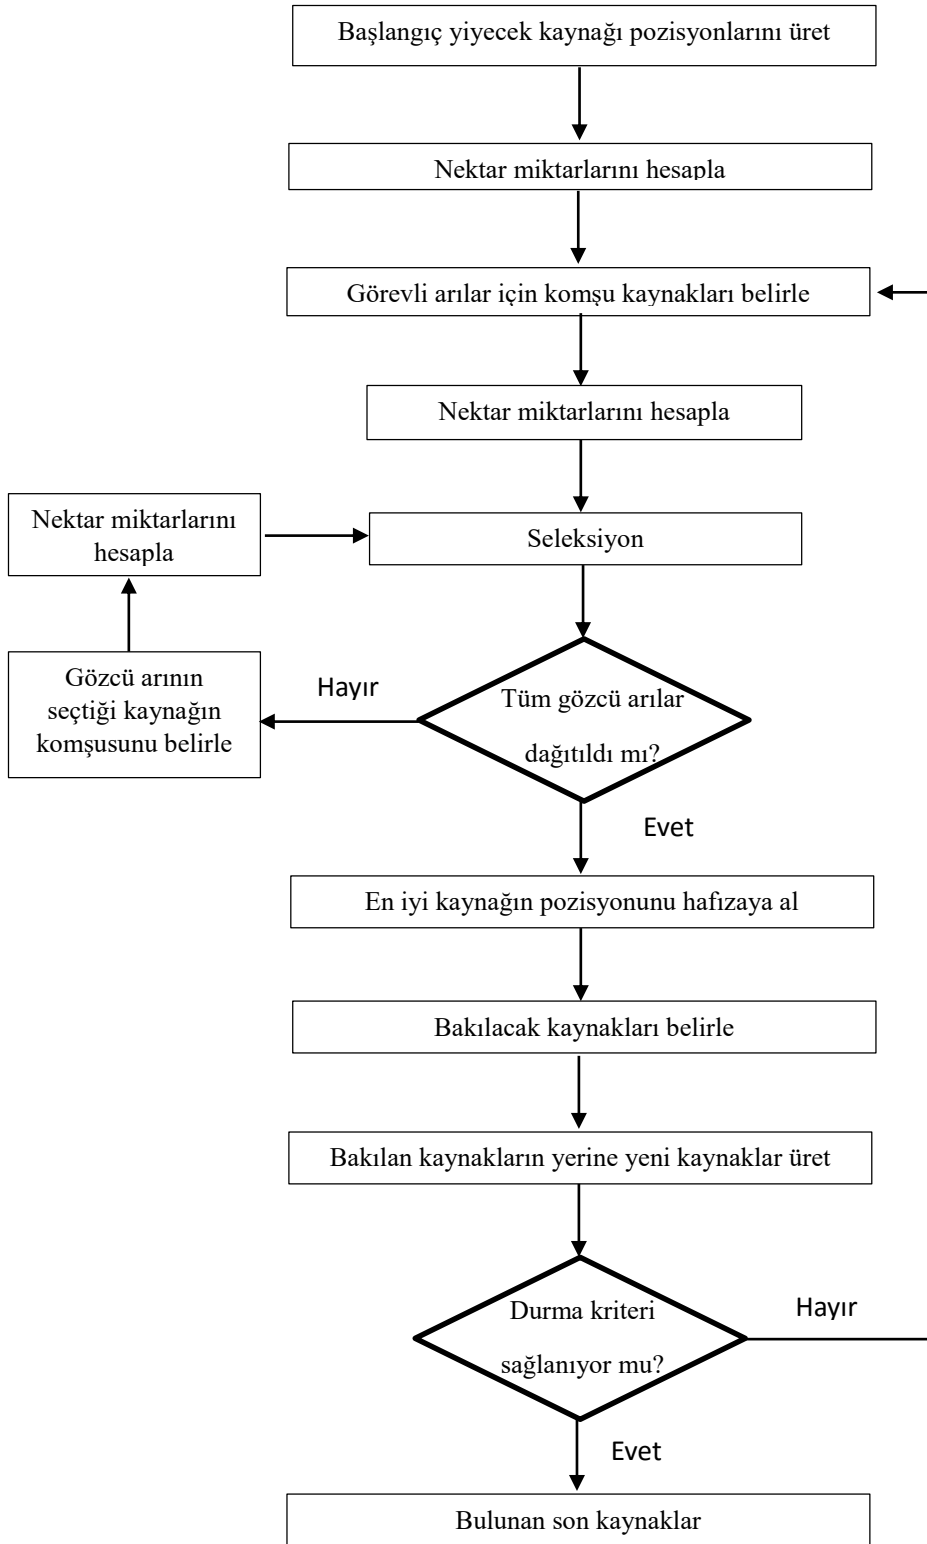 Başlangıç yiyecek kaynağı pozisyonlarını üret
Nektar miktarlarını hesapla
Görevli arılar için komşu kaynakları belirle
Nektar miktarlarını hesapla
Nektar miktarlarını
hesapla
Seleksiyon
Gözcü arının
seçtiği kaynağın
komşusunu belirle
Hayır
Tüm gözcü arılar
dağıtıldı mı?
Evet
En iyi kaynağın pozisyonunu hafızaya al
Bakılacak kaynakları belirle
Bakılan kaynakların yerine yeni kaynaklar üret
Durma kriteri
sağlanıyor mu?
Hayır
Evet
Bulunan son kaynaklar